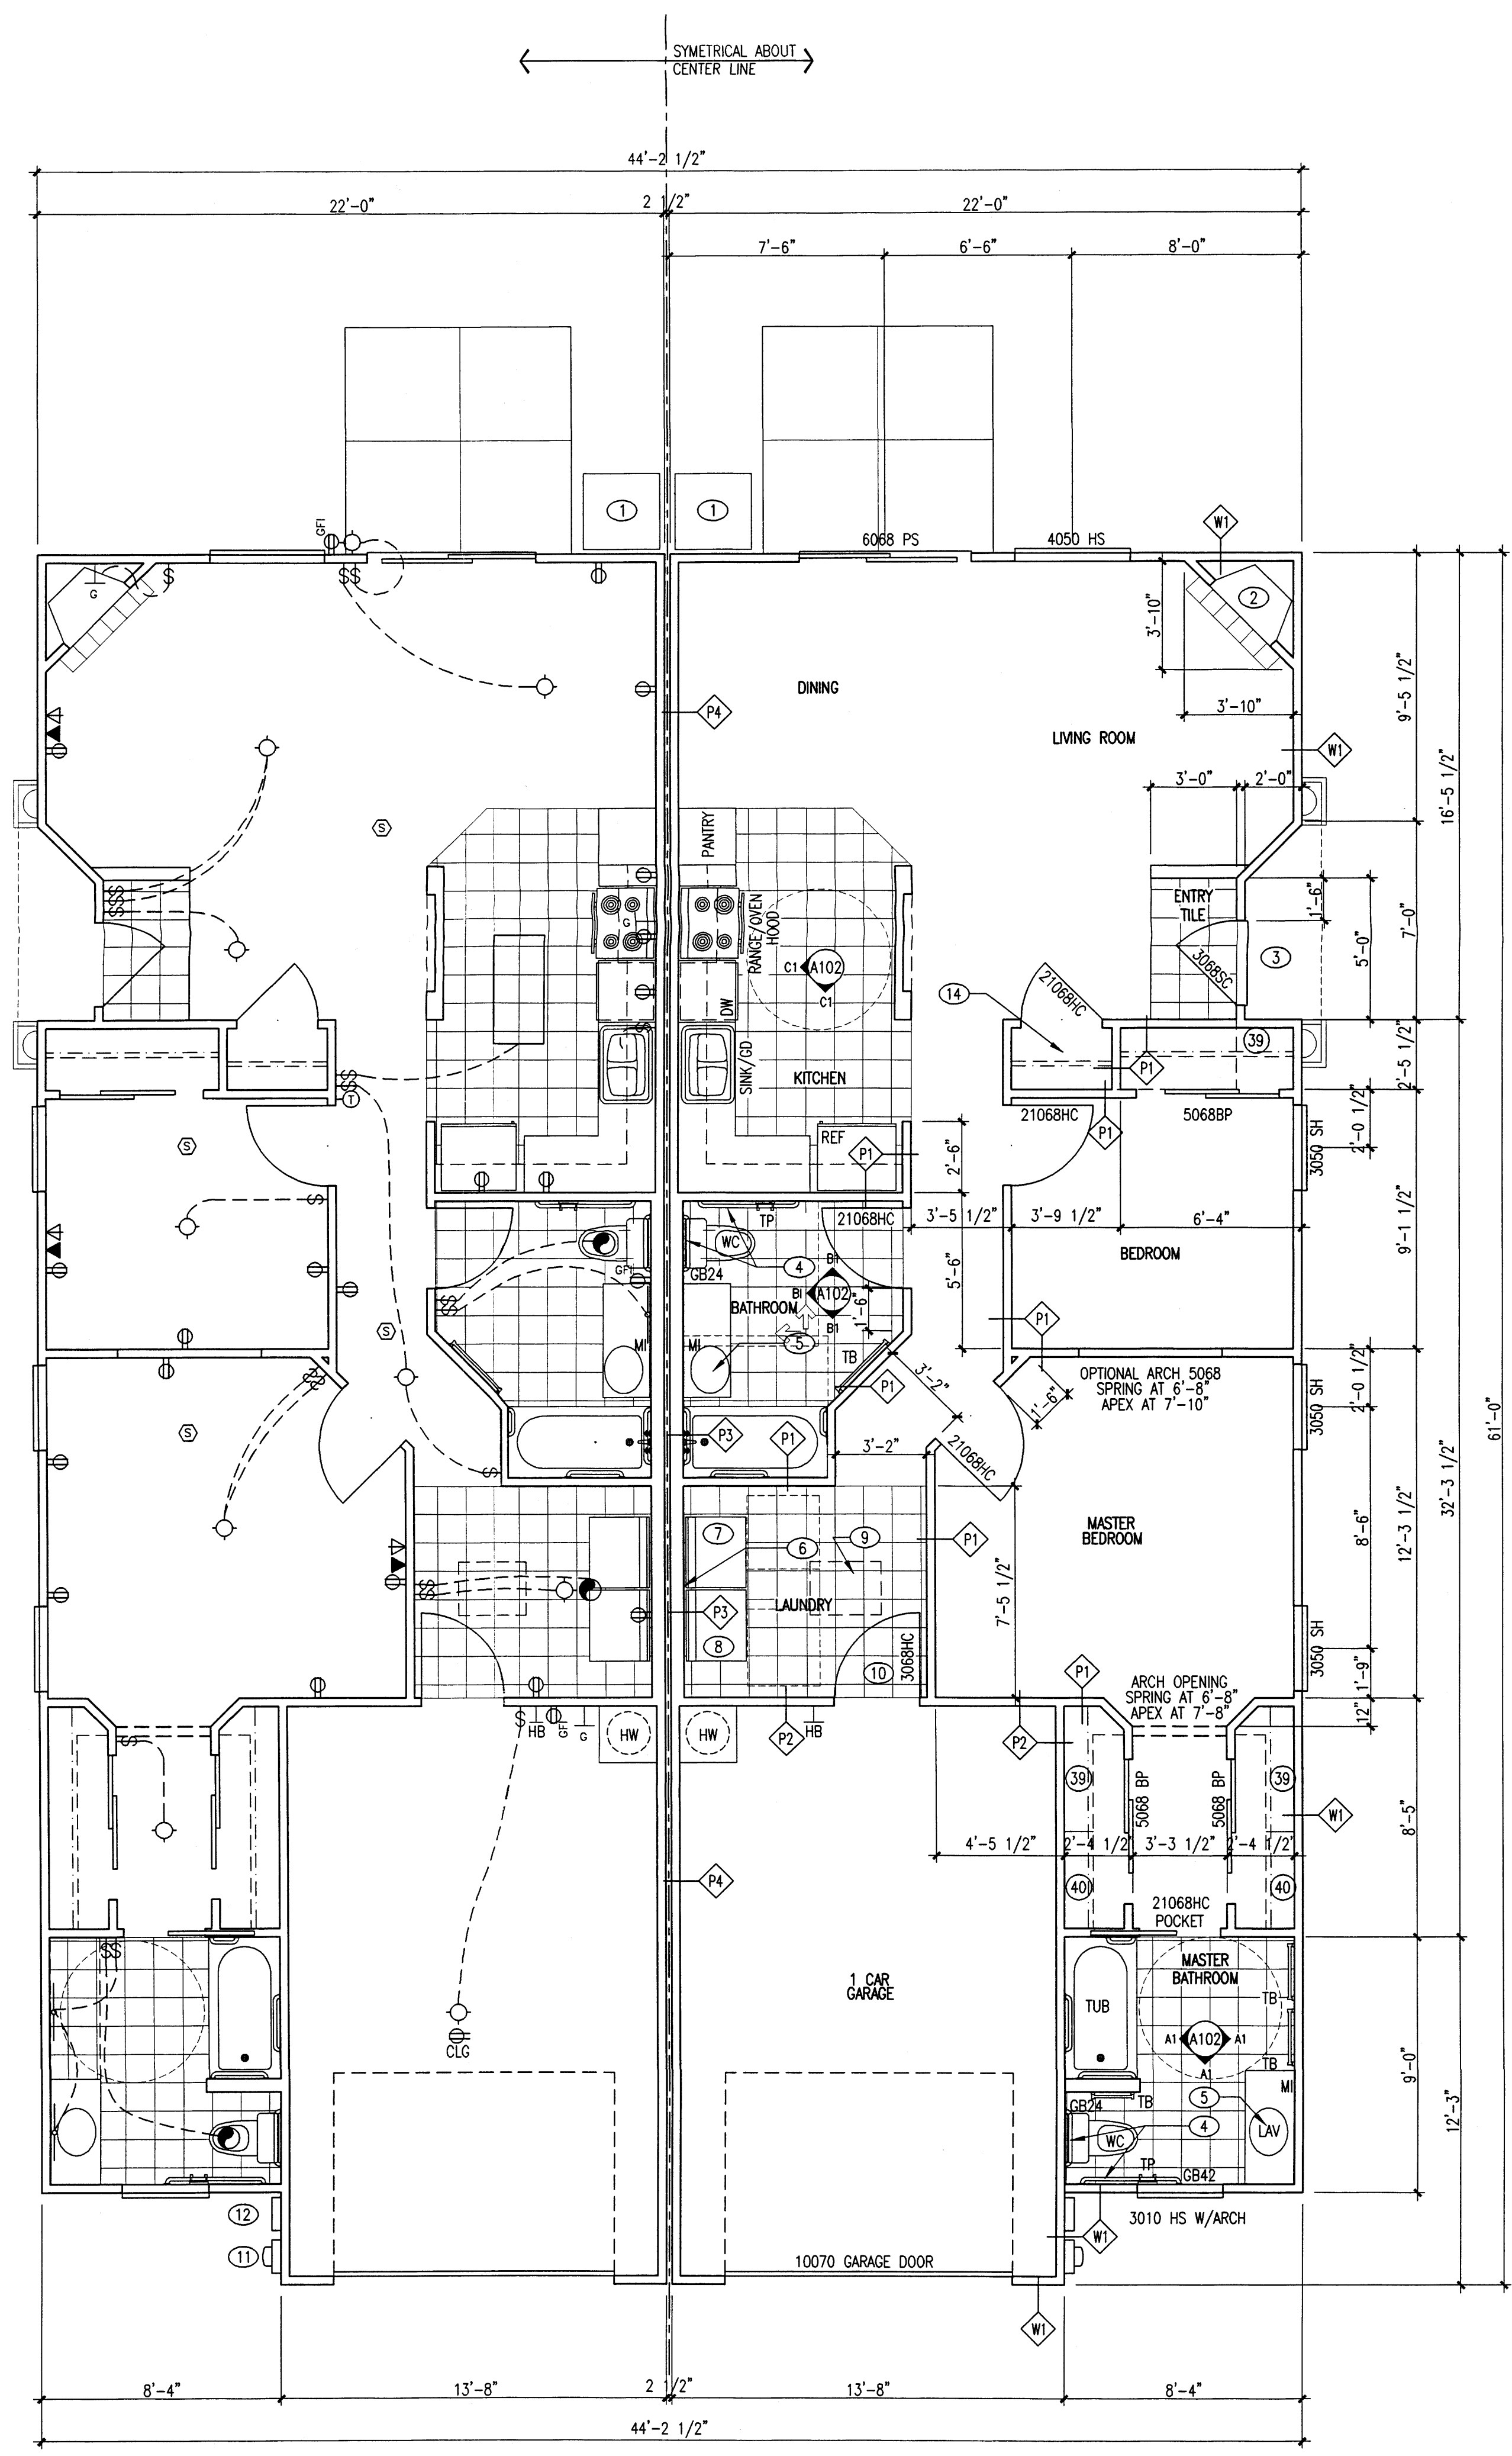 SYMETRICAL ABOUT
CENTER LINE
44'-2 1/2"
22'-0"
2 1/2"
22'-0"
7'-6"
6'-6"
8'-0"
1
1
GFI
6068 PS
4050 HS
W1
G
2
3'-10"
9'-5 1/2"
DINING
P4
3'-10"
LIVING ROOM
W1
16'-5 1/2"
3'-0"
2'-0"
S
PANTRY
ENTRY
TILE
1'-6"
RANGE/OVEN
HOOD
G
7'-0"
5'-0"
3
3068SC
C1
A102
C1
14
21068HC
DW
39
2'-5 1/2"
SINK/GD
KITCHEN
P1
T
21068HC
5068BP
P1
2'-0 1/2"
3050 SH
S
REF
P1
2'-6"
TP
21068HC
3'-5 1/2"
3'-9 1/2"
6'-4"
9'-1 1/2"
WC
BEDROOM
GFI
GB24
4
B1
5'-6"
B1
A102
BATHROOM
1'-6"
P1
B1
S
MI
MI
5
TB
3'-2"
P1
OPTIONAL ARCH 5068
SPRING AT 6'-8"
APEX AT 7'-10"
1'-6"
2'-0 1/2"
3050 SH
61'-0"
S
P3
P1
3'-2"
21068HC
32'-3 1/2"
7
6
9
P1
MASTER
BEDROOM
8'-6"
12'-3 1/2"
7'-5 1/2"
P3
LAUNDRY
8
10
3068HC
3050 SH
1'-9"
P1
ARCH OPENING
SPRING AT 6'-8"
APEX AT 7'-8"
12"
HB
GFI
G
HW
HW
P2
HB
P2
39
5068 BP
5068 BP
39
W1
8'-5"
4'-5 1/2"
2'-4 1/2"
3'-3 1/2"
2'-4 1/2"
P4
40
40
21068HC
POCKET
MASTER
BATHROOM
1 CAR
GARAGE
TUB
TB
A1
A102
A1
CLG
TB
A1
MI
9'-0"
GB24
TB
5
12'-3"
4
WC
LAV
TP
GB42
12
3010 HS W/ARCH
W1
11
10070 GARAGE DOOR
W1
8'-4"
13'-8"
2 1/2"
13'-8"
8'-4"
44'-2 1/2"